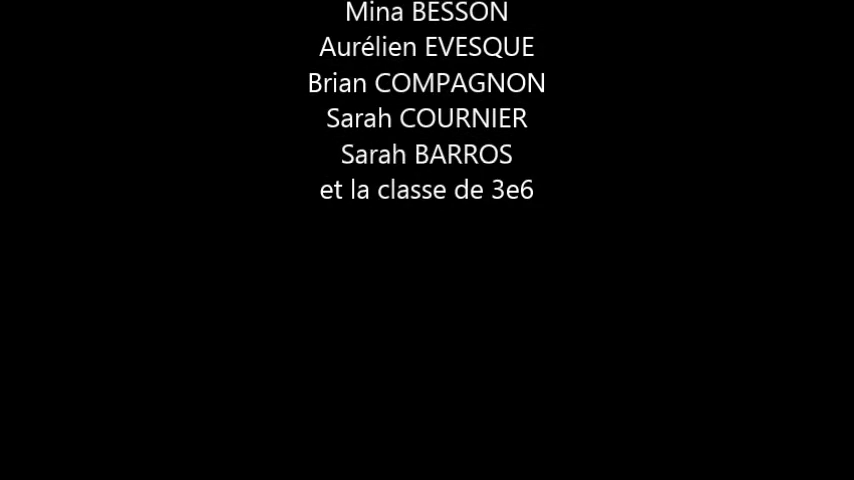 Mina BESSON
Aurélien EVESQUE
Brian COMPAGNON
Sarah COURNIER
Sarah BARROS
et la classe de 3e6